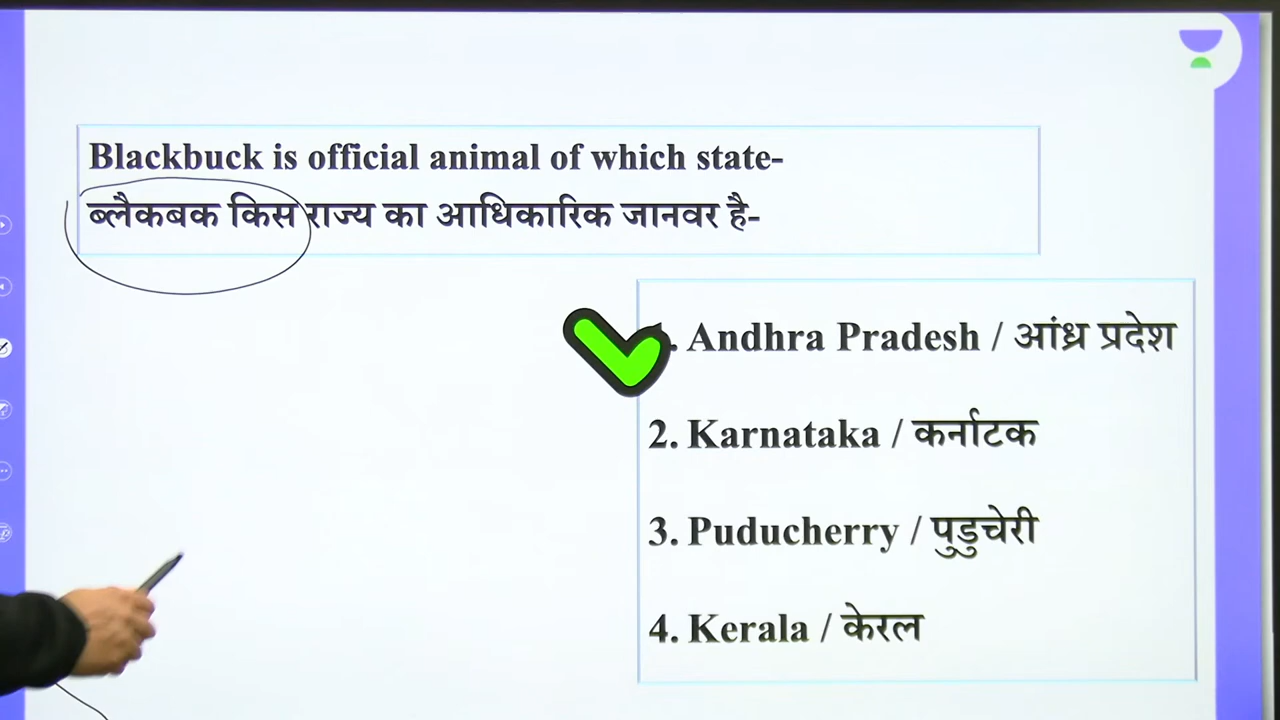 Blackbuck is official animal of which state-
ब्लैकबक किस राज्य का आधिकारिक जानवर है-
. Andhra Pradesh / आंध्र प्रदेश
2. Karnataka / कर्नाटक
3. Puducherry / पुडुचेरी
4. Kerala / केरल